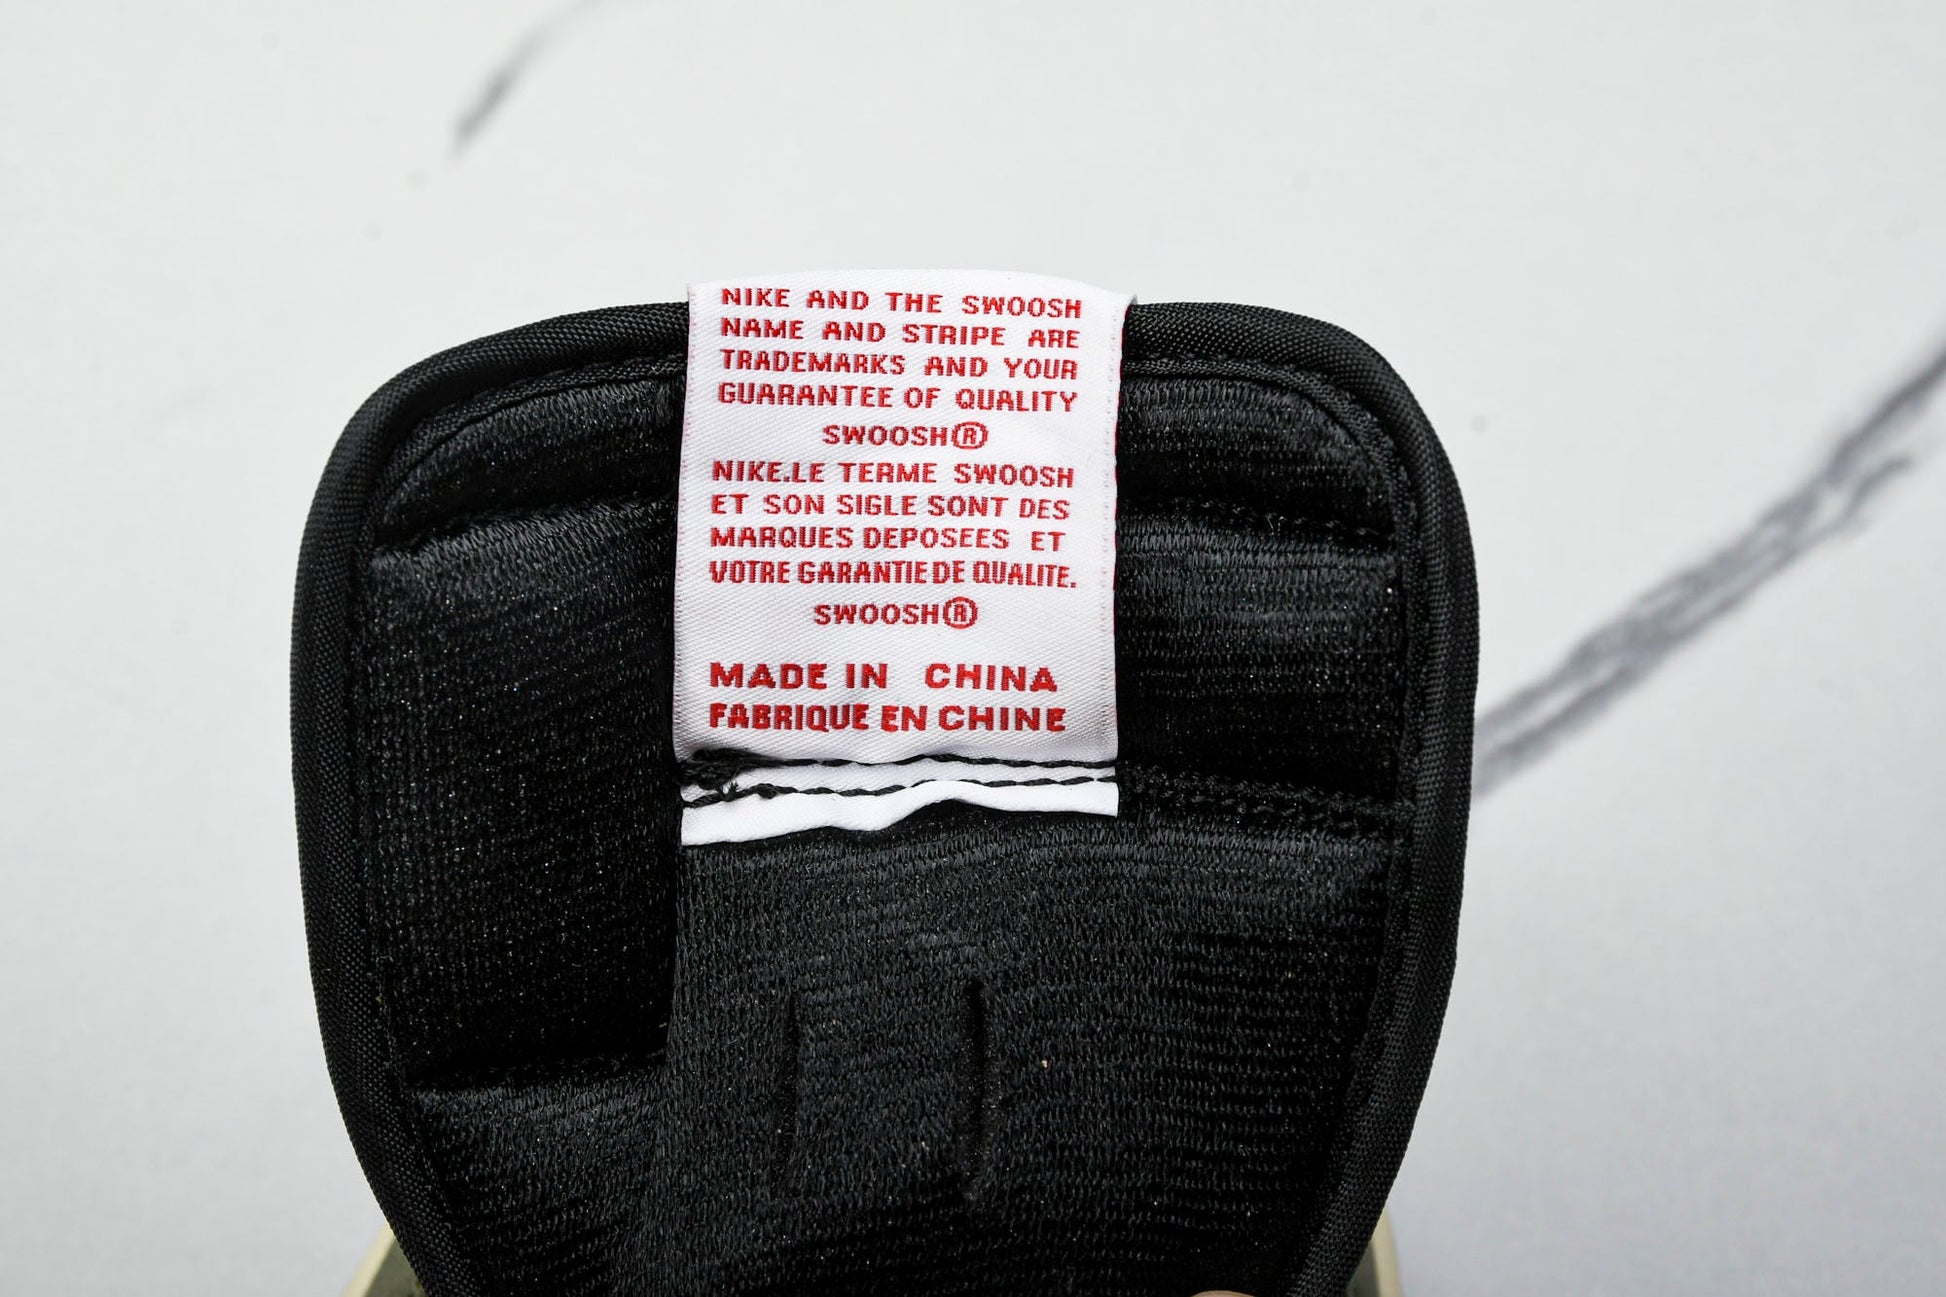 NIKE AND THE SWOOSH
NAME AND STRIPE ARE
TRADEMARKS AND YOUR
GUARANTEE OF QUALITY
SWOOSH®
NIKE.LE TERME SWOOSH
ET SON SIGLE SONT DES
MARQUES DEPOSEES ET
VOTRE GARANTIE DE QUALITE.
SWOOSH®
MADE IN CHINA
FABRIQUE EN CHINE